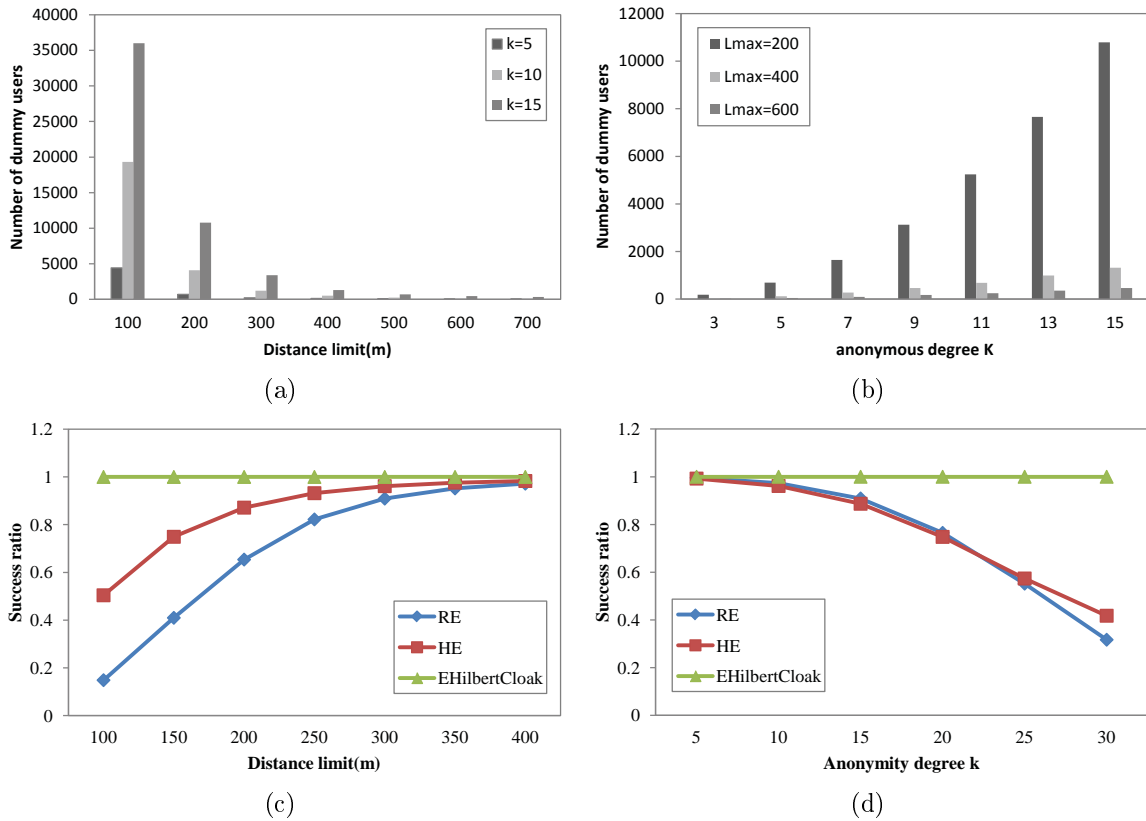 40000
35000
30000
25000
20000
15000
10000
5000
0
Number of dummy users
k=5
k=10
k=15
100 200 300 400 500 600 700
Distance limit(m)
(a)
12000
10000
8000
6000
4000
2000
0
Number of dummy users
Lmax=200
Lmax=400
Lmax=600
3 5 7 9 11 13 15
anonymous degree K
(b)
1.2
1
0.8
0.6
0.4
0.2
0
Success ratio
RE
HE
EHilbertCloak
100 150 200 250 300 350 400
Distance limit(m)
(c)
1.2
1
0.8
0.6
0.4
0.2
0
Success ratio
RE
HE
EHilbertCloak
5 10 15 20 25 30
Anonymity degree k
(d)